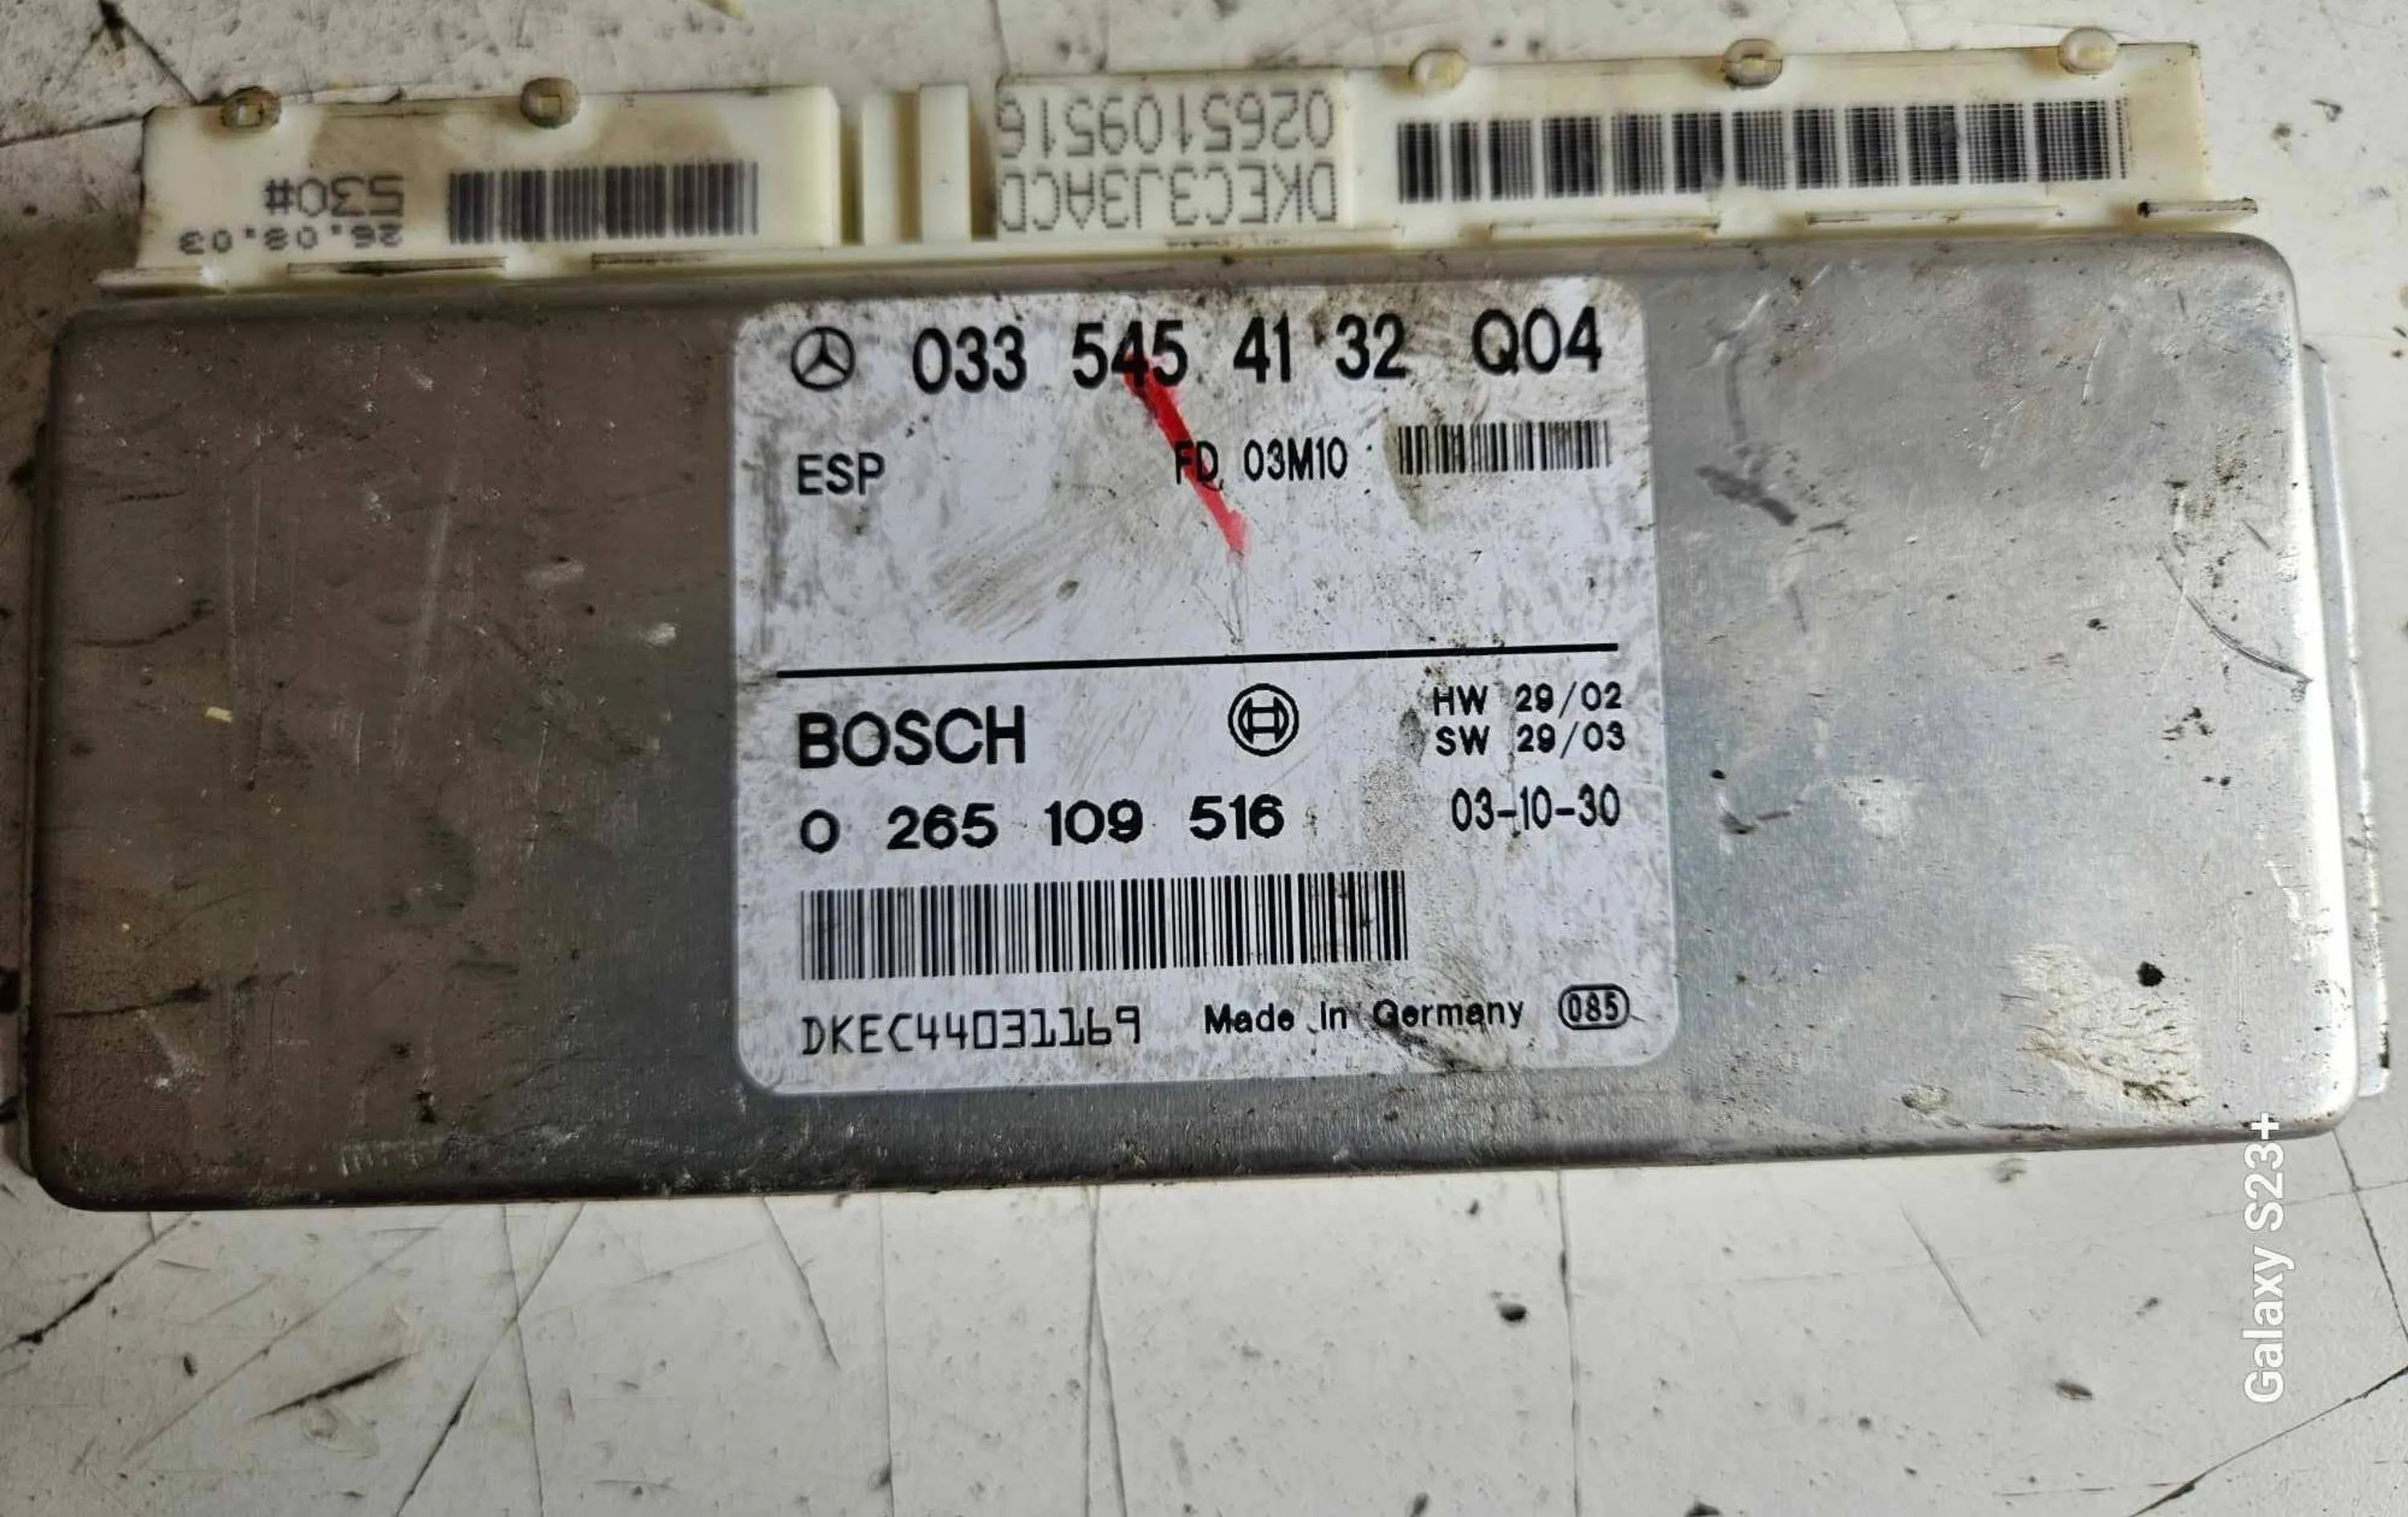 0265109516
DKEC3J3ACD
530#
26.08.03
033 545 41 32 Q04
ESP
FD 03M10
BOSCH
HW 29/02
SW 29/03
0 265 109 516
03-10-30
DKEC44031169
Made in Germany
085
Galaxy S23+